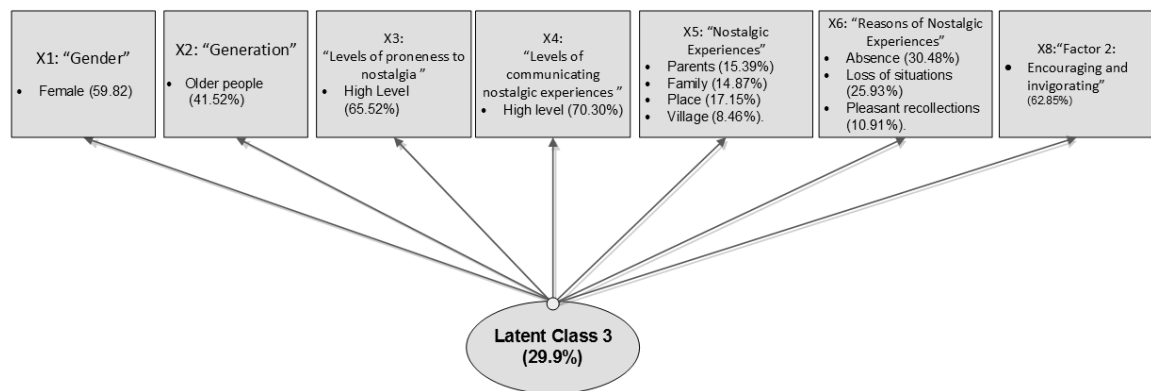 X1: “Gender”
• Female (59.82)
X2: “Generation”
• Older people
(41.52%)
X3:
“Levels of proneness to
nostalgia ”
• High Level
(65.52%)
X4:
“Levels of
communicating
nostalgic experiences ”
• High level (70.30%)
X5: “Nostalgic
Experiences”
• Parents (15.39%)
• Family (14.87%)
• Place (17.15%)
• Village (8.46%).
X6: “Reasons of Nostalgic
Experiences”
• Absence (30.48%)
• Loss of situations
(25.93%)
• Pleasant recollections
(10.91%).
X8:“Factor 2:
• Encouraging and
invigorating”
(62.85%)
Latent Class 3
(29.9%)